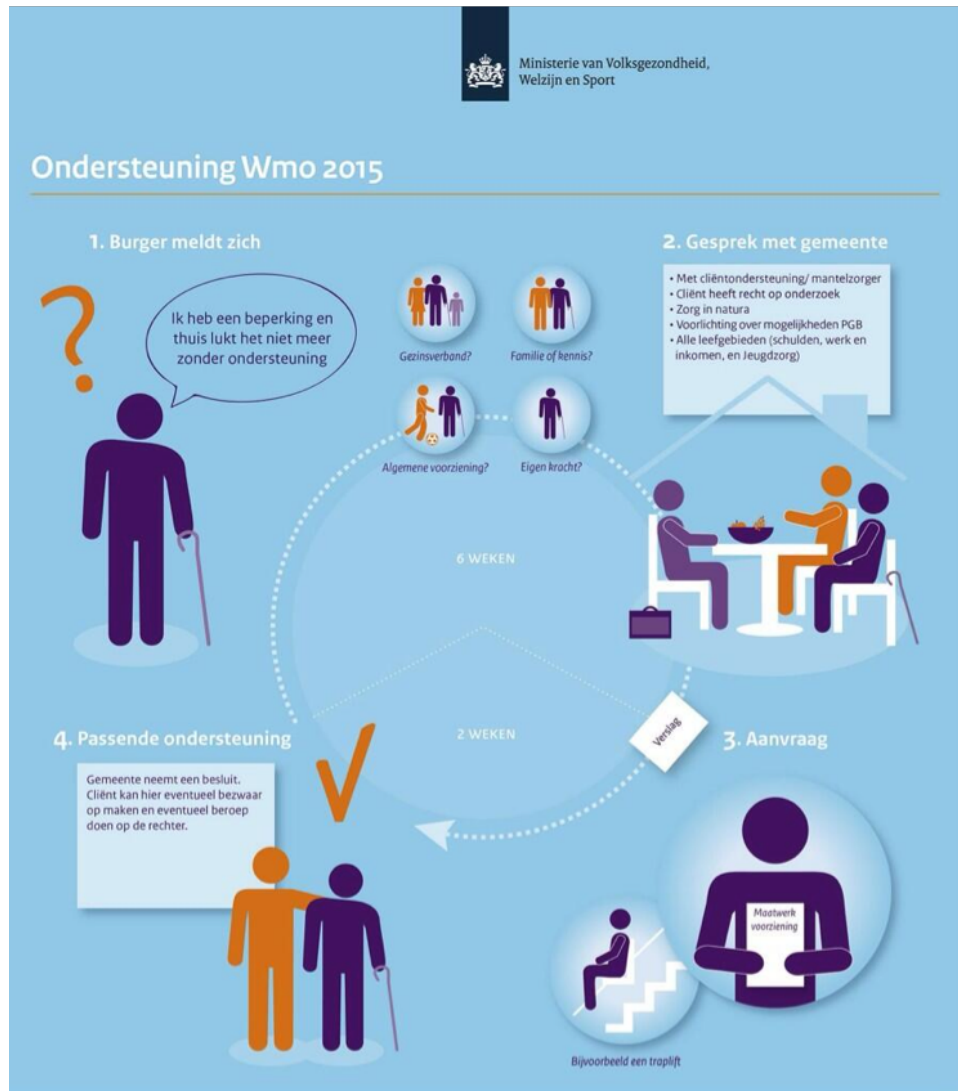 Ministerie van Volksgezondheid,
Welzijn en Sport
Ondersteuning Wmo 2015
1. Burger meldt zich
Ik heb een beperking en
thuis lukt het niet meer
zonder ondersteuning
Gezinsverband?
Familie of kennis?
Algemene voorziening?
Eigen kracht?
2. Gesprek met gemeente
• Met cliëntondersteuning/ mantelzorger
• Cliënt heeft recht op onderzoek
• Zorg in natura
• Voorlichting over mogelijkheden PGB
• Alle leefgebieden (schulden, werk en
inkomen, en Jeugdzorg)
6 WEKEN
2 WEKEN
Verslag
3. Aanvraag
Maatwerk
voorziening
Bijvoorbeeld een traplift
4. Passende ondersteuning
Gemeente neemt een besluit.
Cliënt kan hier eventueel bezwaar
op maken en eventueel beroep
doen op de rechter.